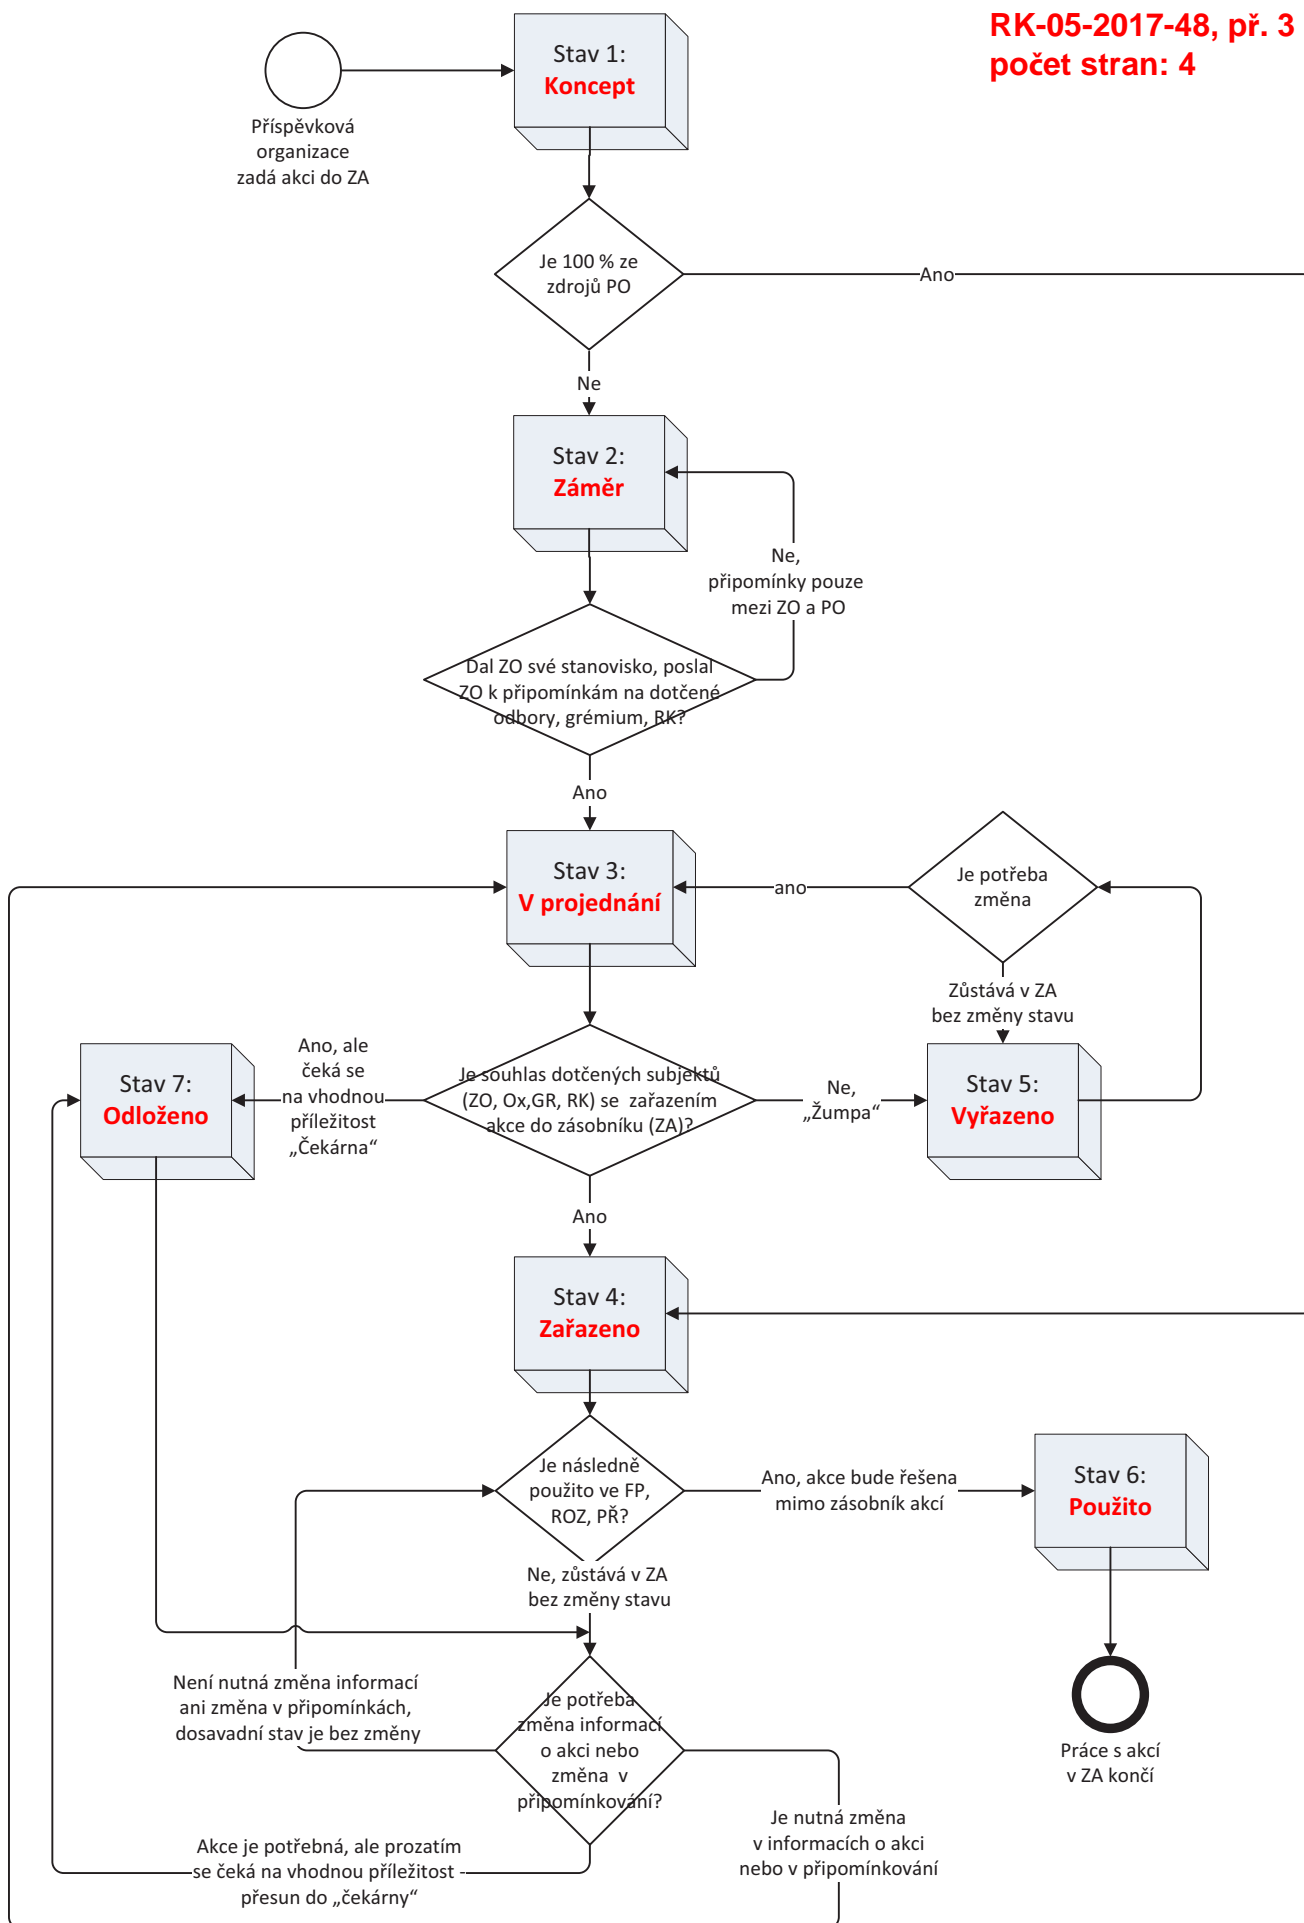 RK-05-2017-48, př. 3
počet stran: 4
Stav 1:
Koncept
Příspěvková
organizace
zadá akci do ZA
Je 100 % ze
zdrojů PO
Ano
Ne
Stav 2:
Záměr
Ne,
připomínky pouze
mezi ZO a PO
Dal ZO své stanovisko, poslal
ZO k připomínkám na dotčené
odbory, grémium, RK?
Ano
Stav 3:
V projednání
ano
Je potřeba
změna
Zůstává v ZA
bez změny stavu
Stav 7:
Odloženo
Ano, ale
čeká se
na vhodnou
příležitost
„Čekárna“
Je souhlas dotčených subjektů
(ZO, Ox,GR, RK) se zařazením
akce do zásobníku (ZA)?
Ne,
„Žumpa“
Stav 5:
Vyřazeno
Ano
Stav 4:
Zařazeno
Je následně
použito ve FP,
ROZ, PŘ?
Ano, akce bude řešena
mimo zásobník akcí
Stav 6:
Použito
Ne, zůstává v ZA
bez změny stavu
Není nutná změna informací
ani změna v připomínkách,
dosavadní stav je bez změny
Je potřeba
změna informací
o akci nebo
změna v
připomínkování?
Práce s akcí
v ZA končí
Je nutná změna
v informacích o akci
nebo v připomínkování
Akce je potřebná, ale prozatím
se čeká na vhodnou příležitost -
přesun do „čekárny“